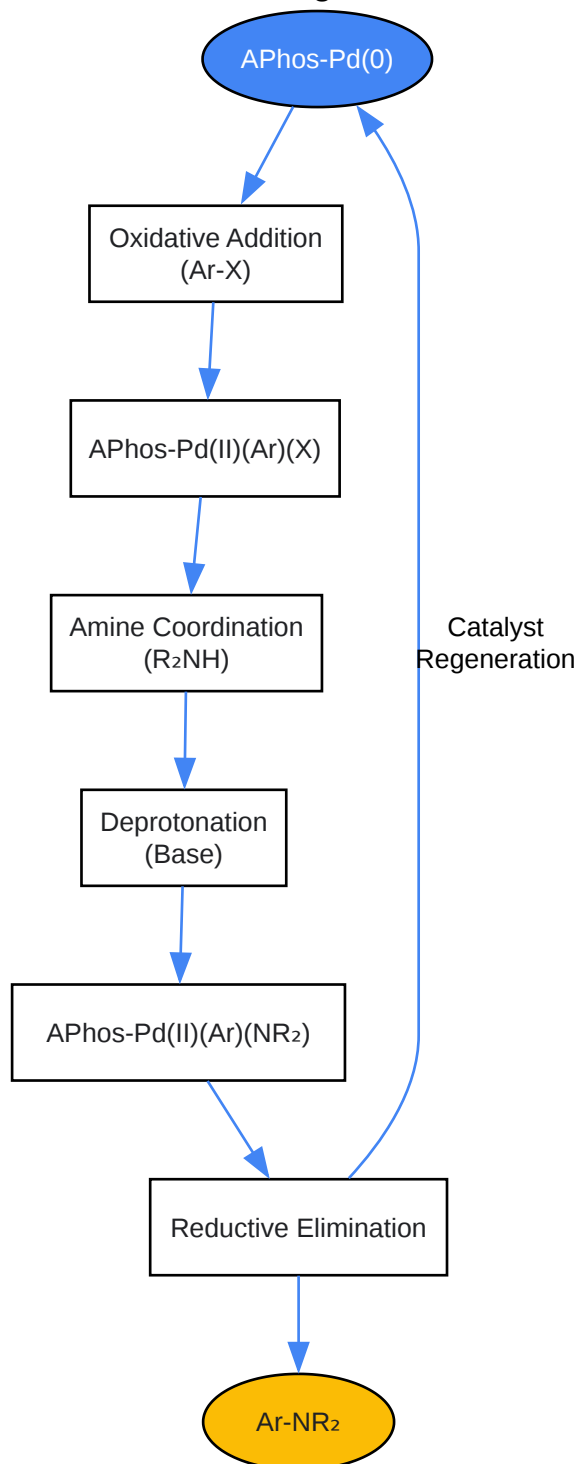 APhos-Pd(0)
Oxidative Addition
(Ar-X)
APhos-Pd(II)(Ar)(X)
Amine Coordination
(R₂NH)
Catalyst
Regeneration
Deprotonation
(Base)
APhos-Pd(II)(Ar)(NR₂)
Reductive Elimination
Ar-NR₂